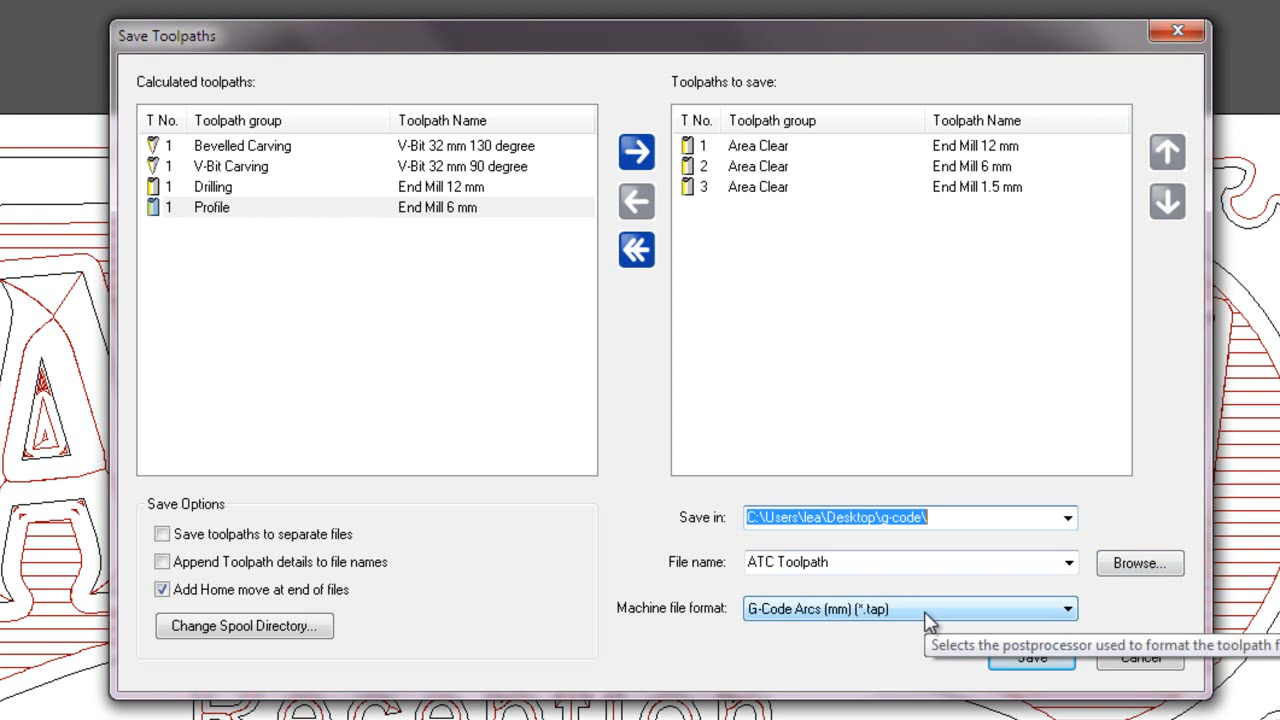 Save Toolpaths
Calculated toolpaths:
T No. Toolpath group Toolpath Name
1 Bevelled Carving V-Bit 32 mm 130 degree
1 V-Bit Carving V-Bit 32 mm 90 degree
1 Drilling End Mill 12 mm
1 Profile End Mill 6 mm
Toolpaths to save:
T No. Toolpath group Toolpath Name
1 Area Clear End Mill 12 mm
2 Area Clear End Mill 6 mm
3 Area Clear End Mill 1.5 mm
Save Options
Save toolpaths to separate files
Append Toolpath details to file names
Add Home move at end of files
Change Spool Directory...
Save in: C:\Users\lea\Desktop\g-code\
File name: ATC Toolpath
Browse...
Machine file format: G-Code Arcs (mm) (*.tap)
Selects the postprocessor used to format the toolpath f
Save Cancel
Reception